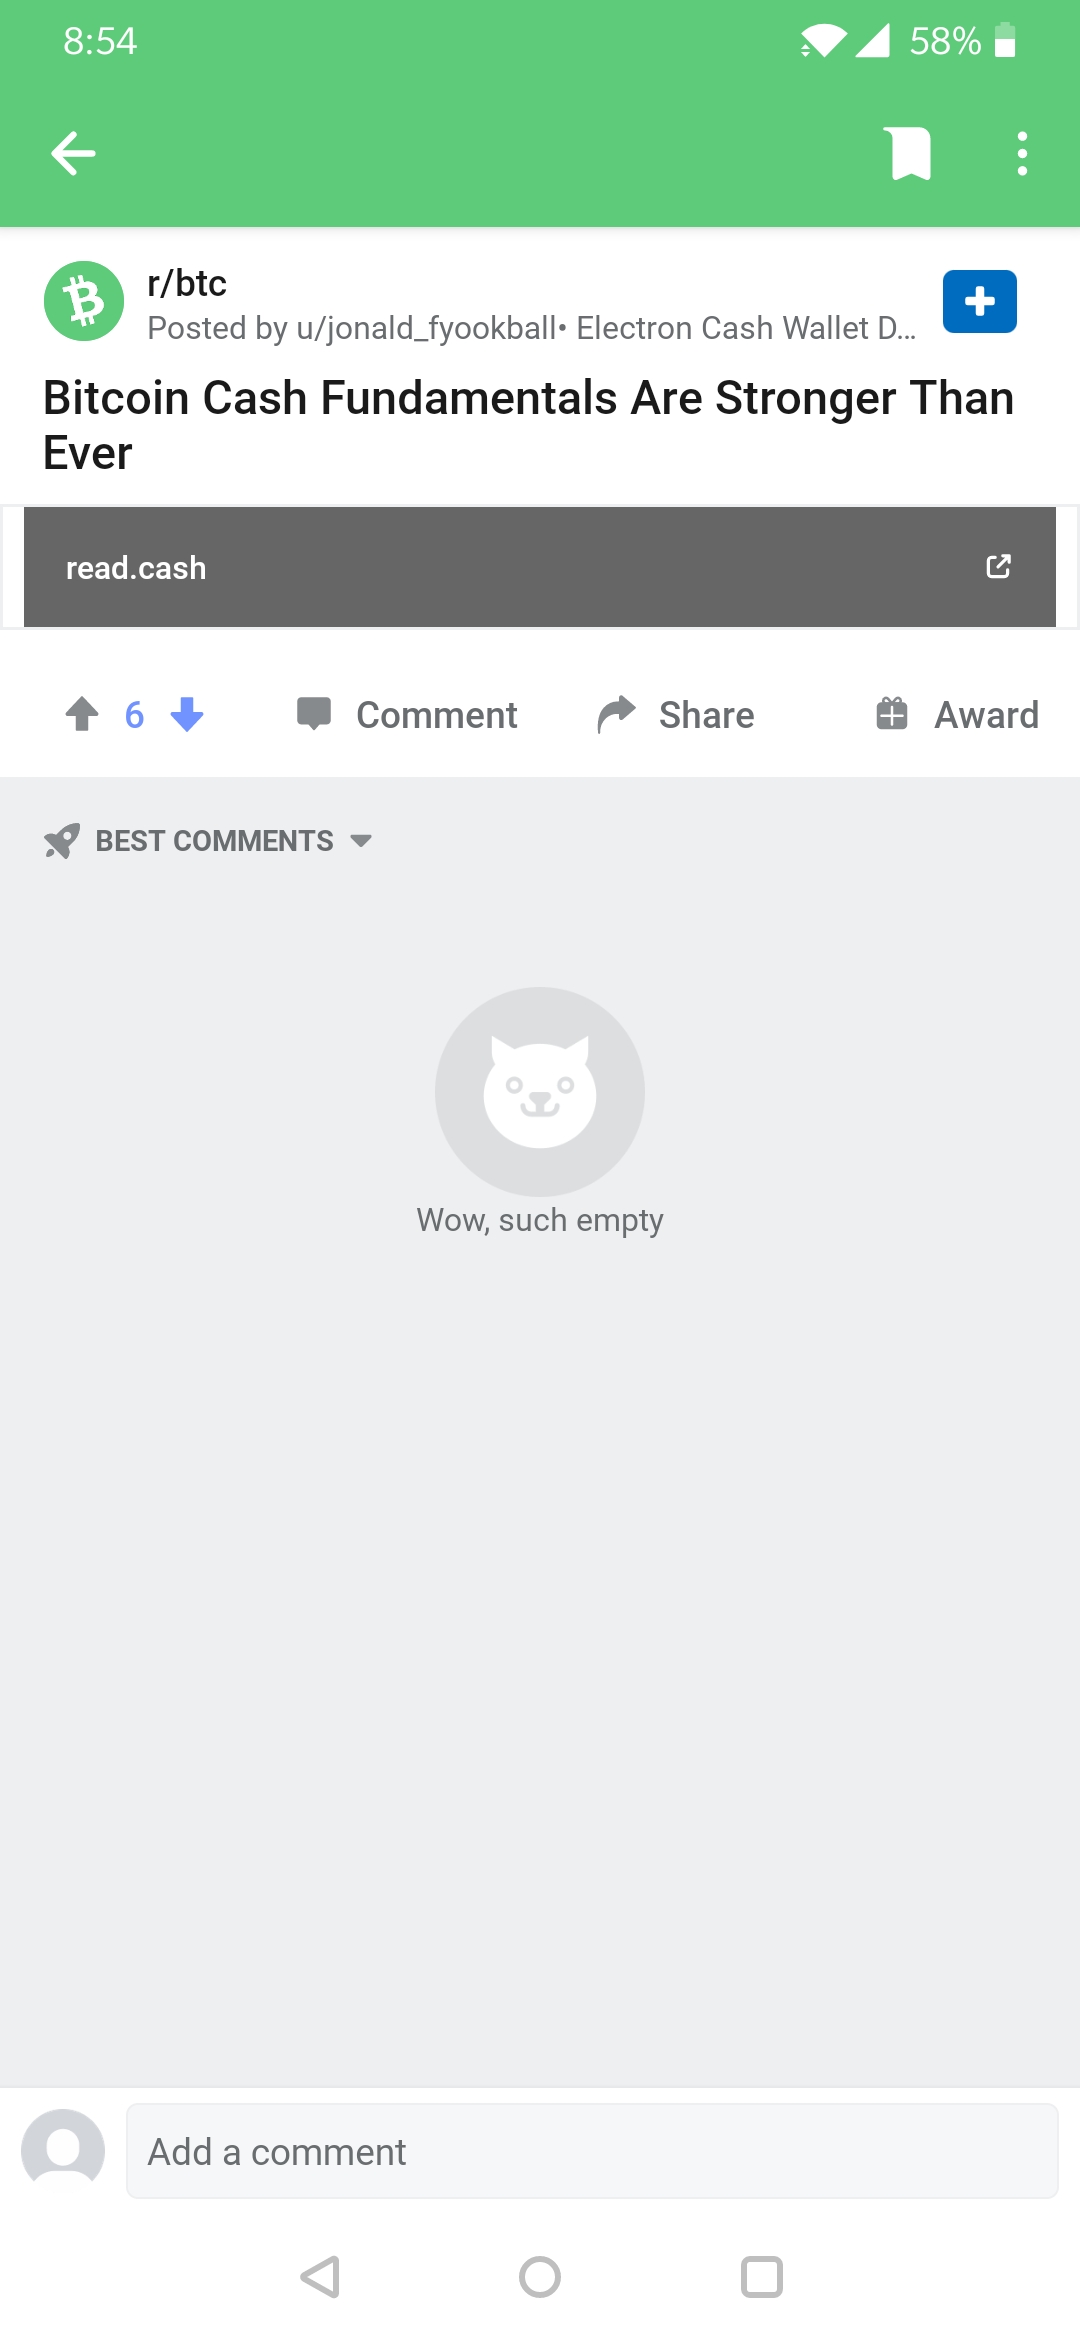 8:54
58%
r/btc
Posted by u/jonald_fyookball• Electron Cash Wallet D...
Bitcoin Cash Fundamentals Are Stronger Than
Ever
read.cash
6 Comment Share Award
BEST COMMENTS
Wow, such empty
Add a comment